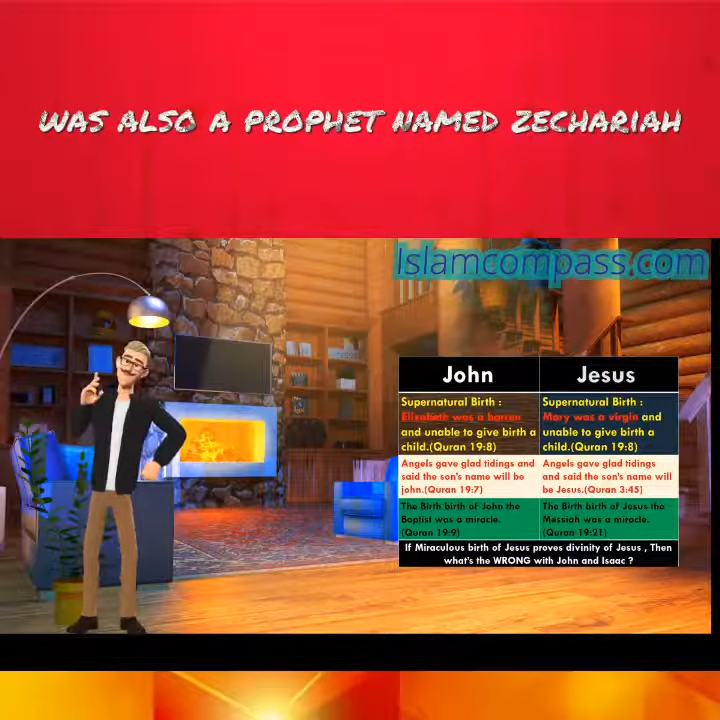 WAS ALSO A PROPHET NAMED ZECHARIAH
Islamcompass.com
John
Jesus
Supernatural Birth :
Elizabeth was a barren
and unable to give birth a
child.(Quran 19:8)
Supernatural Birth :
Mary was a virgin and
unable to give birth a
child.(Quran 19:8)
Angels gave glad tidings and
said the son's name will be
john.(Quran 19:7)
Angels gave glad tidings
and said the son's name will
be Jesus.(Quran 3:45)
The Birth birth of John the
Baptist was a miracle.
(Quran 19:9)
The Birth birth of Jesus the
Messiah was a miracle.
(Quran 19:21)
If Miraculous birth of Jesus proves divinity of Jesus , Then
what's the WRONG with John and Isaac ?